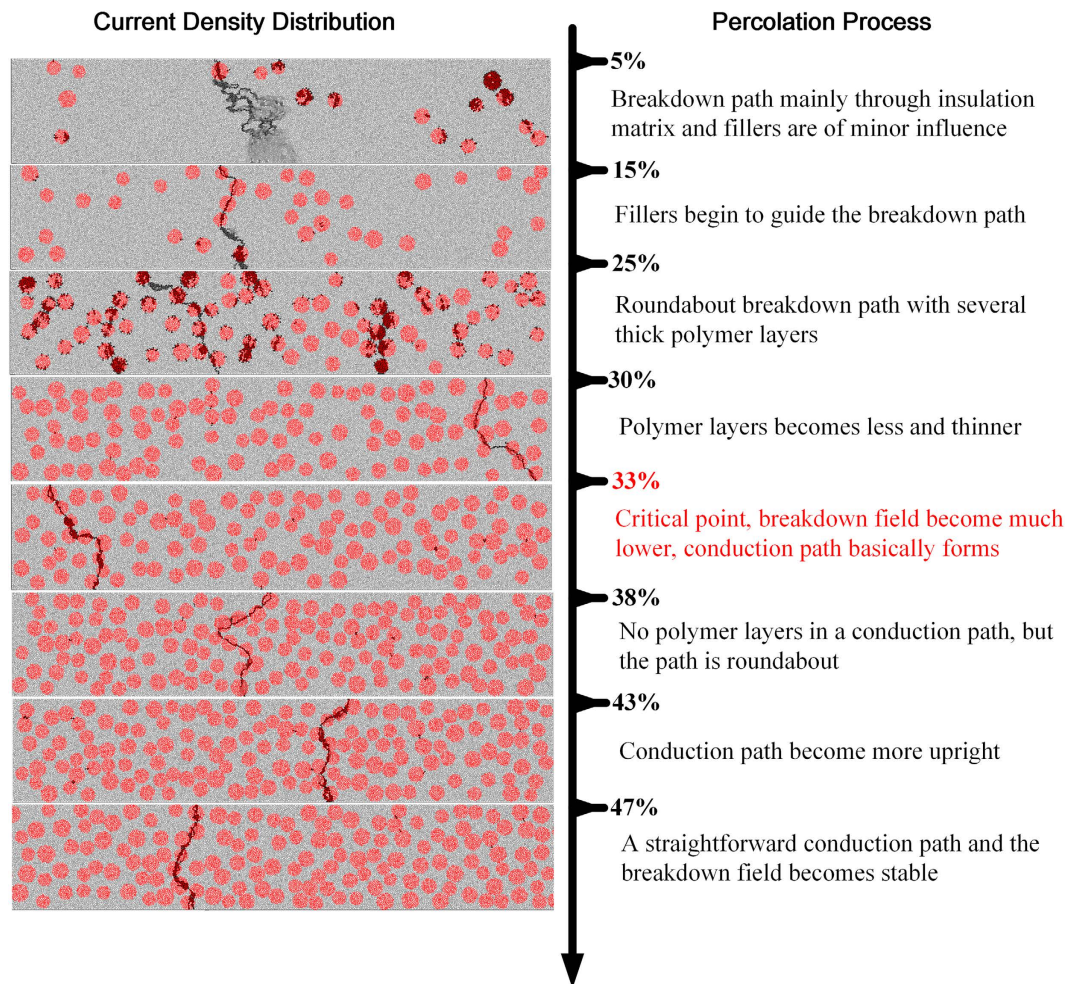 Current Density Distribution
Percolation Process
5%
Breakdown path mainly through insulation
matrix and fillers are of minor influence
15%
Fillers begin to guide the breakdown path
25%
Roundabout breakdown path with several
thick polymer layers
30%
Polymer layers becomes less and thinner
33%
Critical point, breakdown field become much
lower, conduction path basically forms
38%
No polymer layers in a conduction path, but
the path is roundabout
43%
Conduction path become more upright
47%
A straightforward conduction path and the
breakdown field becomes stable